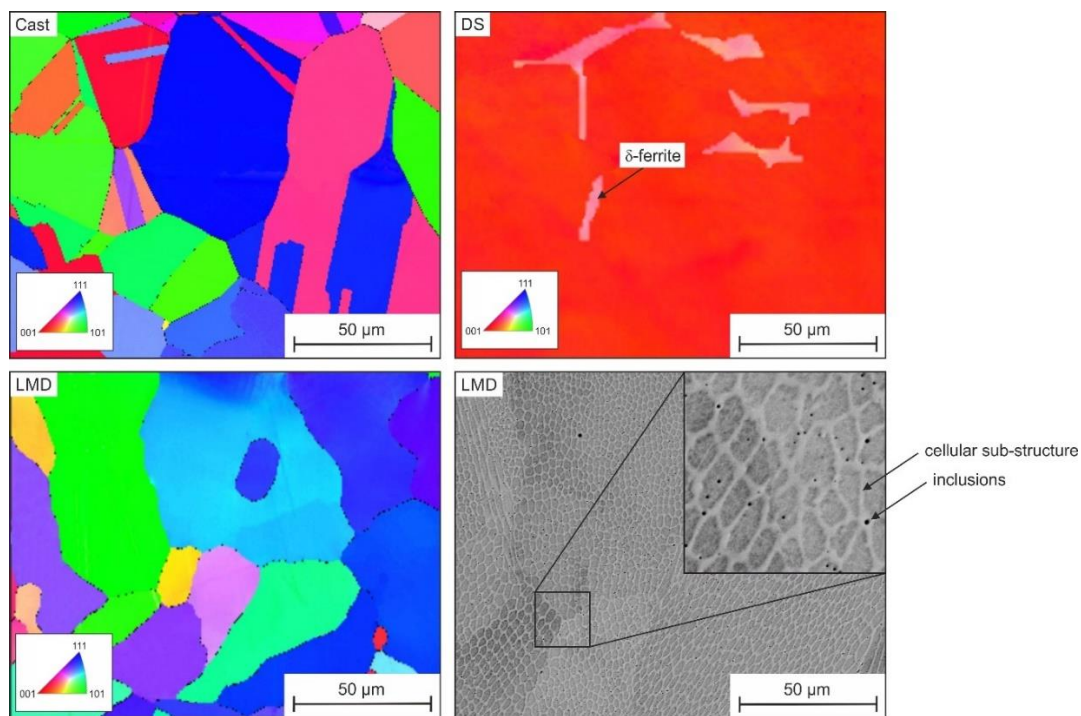 Cast
111
001
101
50 µm
DS
δ-ferrite
111
001
101
50 µm
LMD
111
001
101
50 µm
LMD
cellular sub-structure
inclusions
50 µm